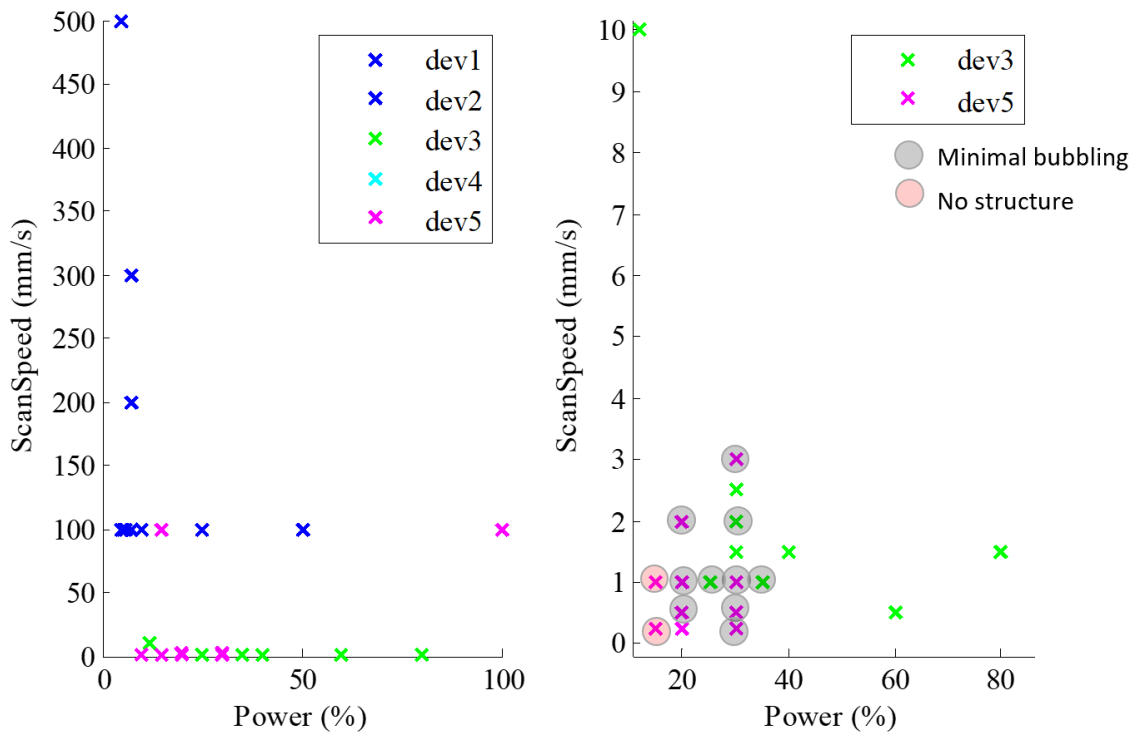 500
450
400
350
300
250
200
150
100
50
0
0
50
100
ScanSpeed (mm/s)
Power (%)
dev1
dev2
dev3
dev4
dev5
10
9
8
7
6
5
4
3
2
1
0
20
40
60
80
ScanSpeed (mm/s)
Power (%)
dev3
dev5
Minimal bubbling
No structure